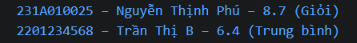 231A010025 – Nguyễn Thịnh Phú – 8.7 (Giỏi)
2201234568 – Trần Thị B – 6.4 (Trung bình)